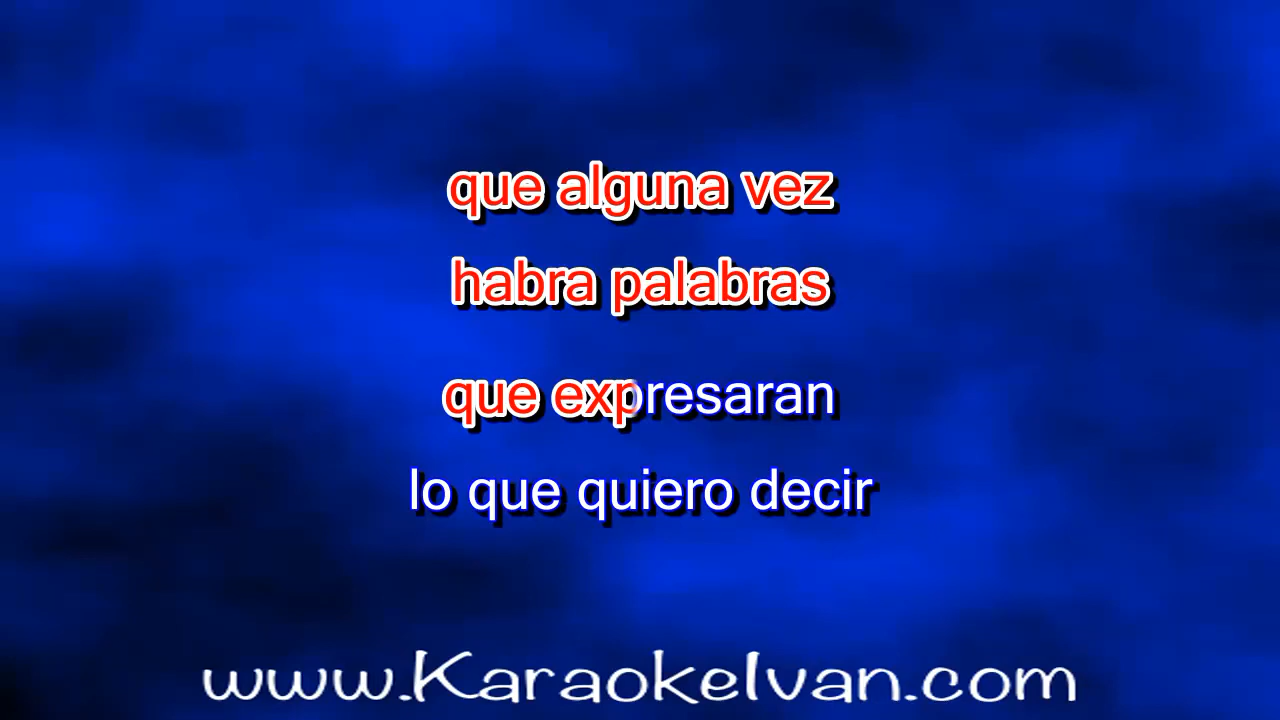 que alguna vez
habra palabras
que expresaran
lo que quiero decir
www.KaraokeIvan.com